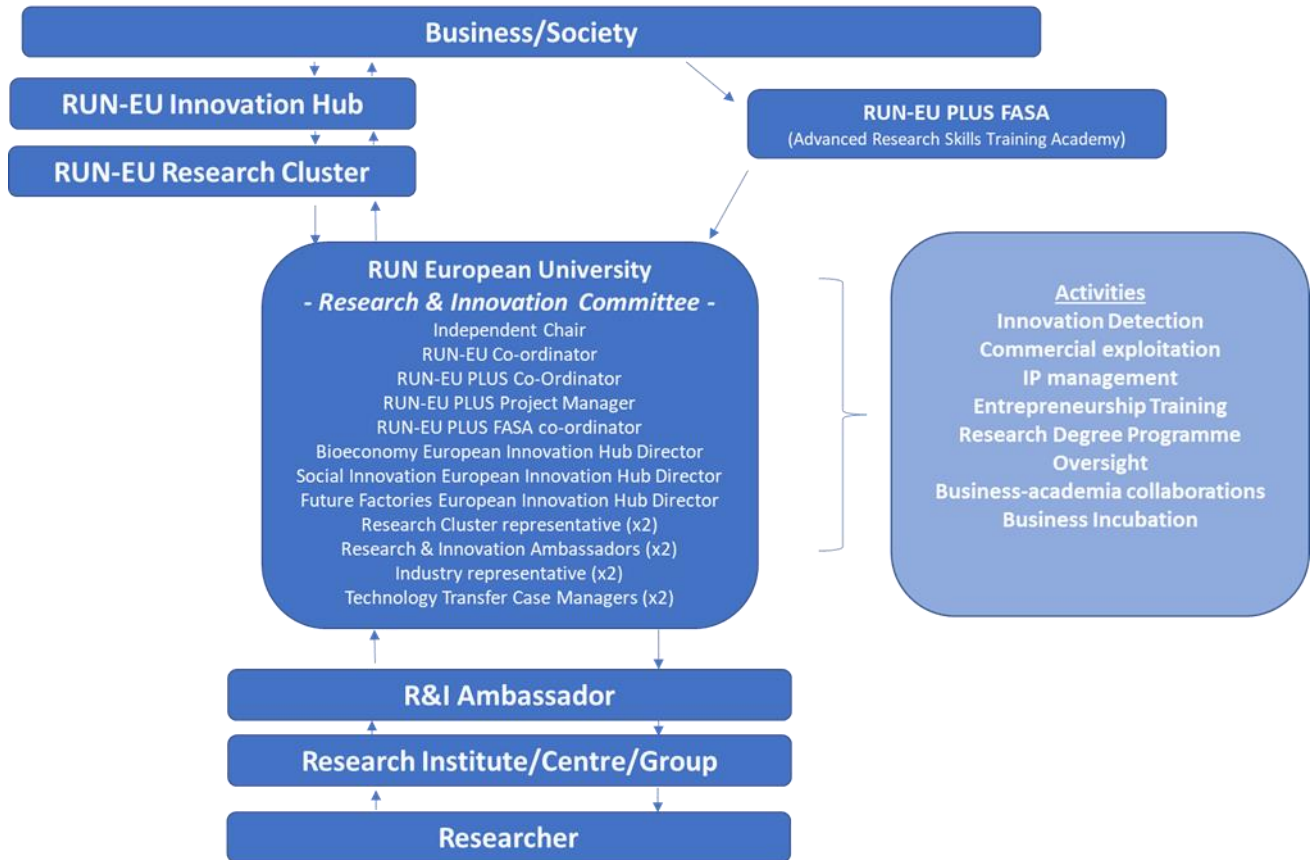 Business/Society
RUN-EU Innovation Hub
RUN-EU Research Cluster
RUN-EU PLUS FASA
(Advanced Research Skills Training Academy)
RUN European University
- Research & Innovation Committee -
Independent Chair
RUN-EU Co-ordinator
RUN-EU PLUS Co-Ordinator
RUN-EU PLUS Project Manager
RUN-EU PLUS FASA co-ordinator
Bioeconomy European Innovation Hub Director
Social Innovation European Innovation Hub Director
Future Factories European Innovation Hub Director
Research Cluster representative (x2)
Research & Innovation Ambassadors (x2)
Industry representative (x2)
Technology Transfer Case Managers (x2)
Activities
Innovation Detection
Commercial exploitation
IP management
Entrepreneurship Training
Research Degree Programme
Oversight
Business-academia collaborations
Business Incubation
R&I Ambassador
Research Institute/Centre/Group
Researcher